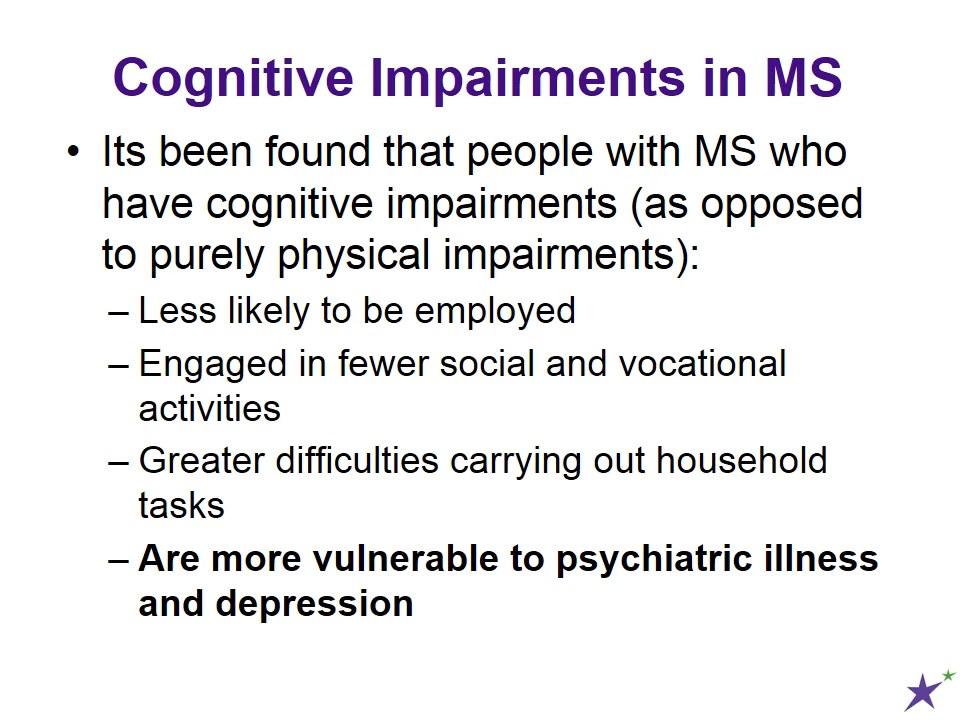 Cognitive Impairments in MS
• Its been found that people with MS who
have cognitive impairments (as opposed
to purely physical impairments):
– Less likely to be employed
– Engaged in fewer social and vocational
activities
– Greater difficulties carrying out household
tasks
– Are more vulnerable to psychiatric illness
and depression